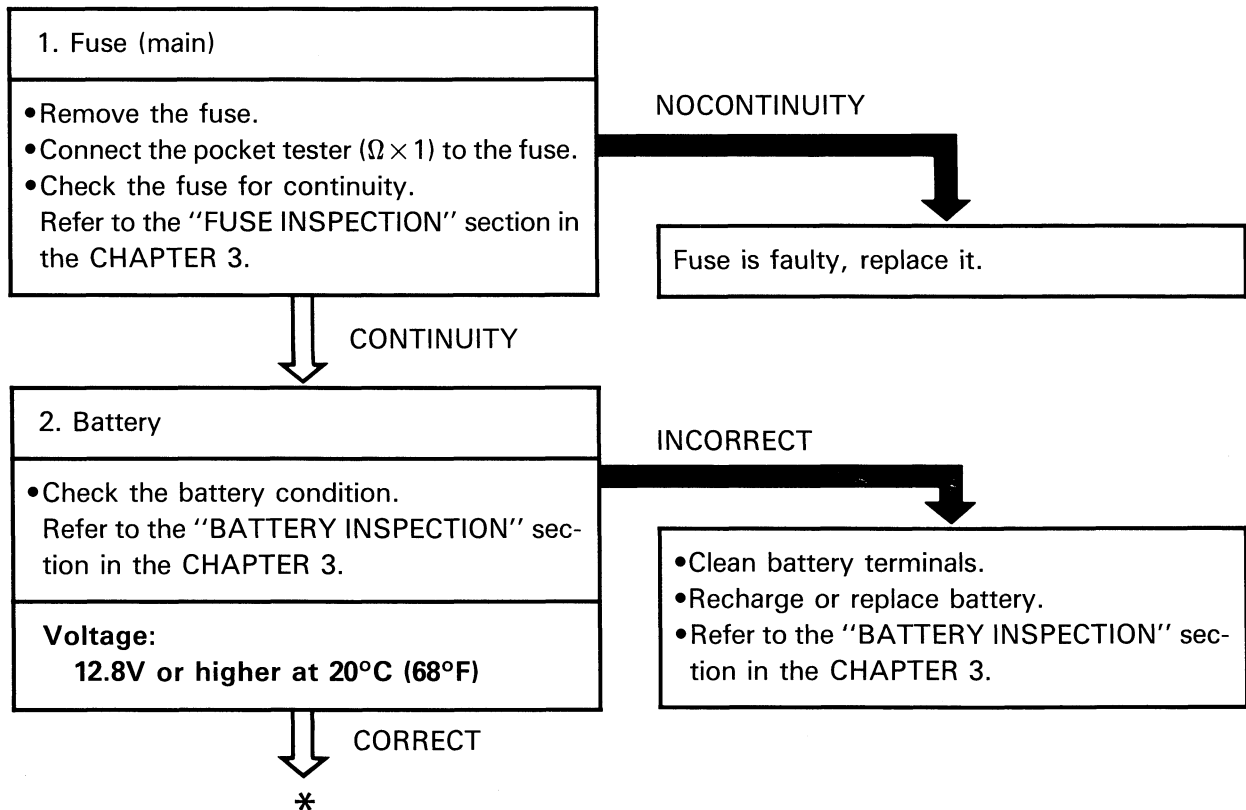 1. Fuse (main)
•Remove the fuse.
•Connect the pocket tester (Ω×1) to the fuse.
•Check the fuse for continuity.
Refer to the "FUSE INSPECTION" section in
the CHAPTER 3.
NOCONTINUITY
Fuse is faulty, replace it.
CONTINUITY
2. Battery
•Check the battery condition.
Refer to the "BATTERY INSPECTION" sec-
tion in the CHAPTER 3.
Voltage:
12.8V or higher at 20°C (68°F)
INCORRECT
•Clean battery terminals.
•Recharge or replace battery.
•Refer to the "BATTERY INSPECTION" sec-
tion in the CHAPTER 3.
CORRECT
*